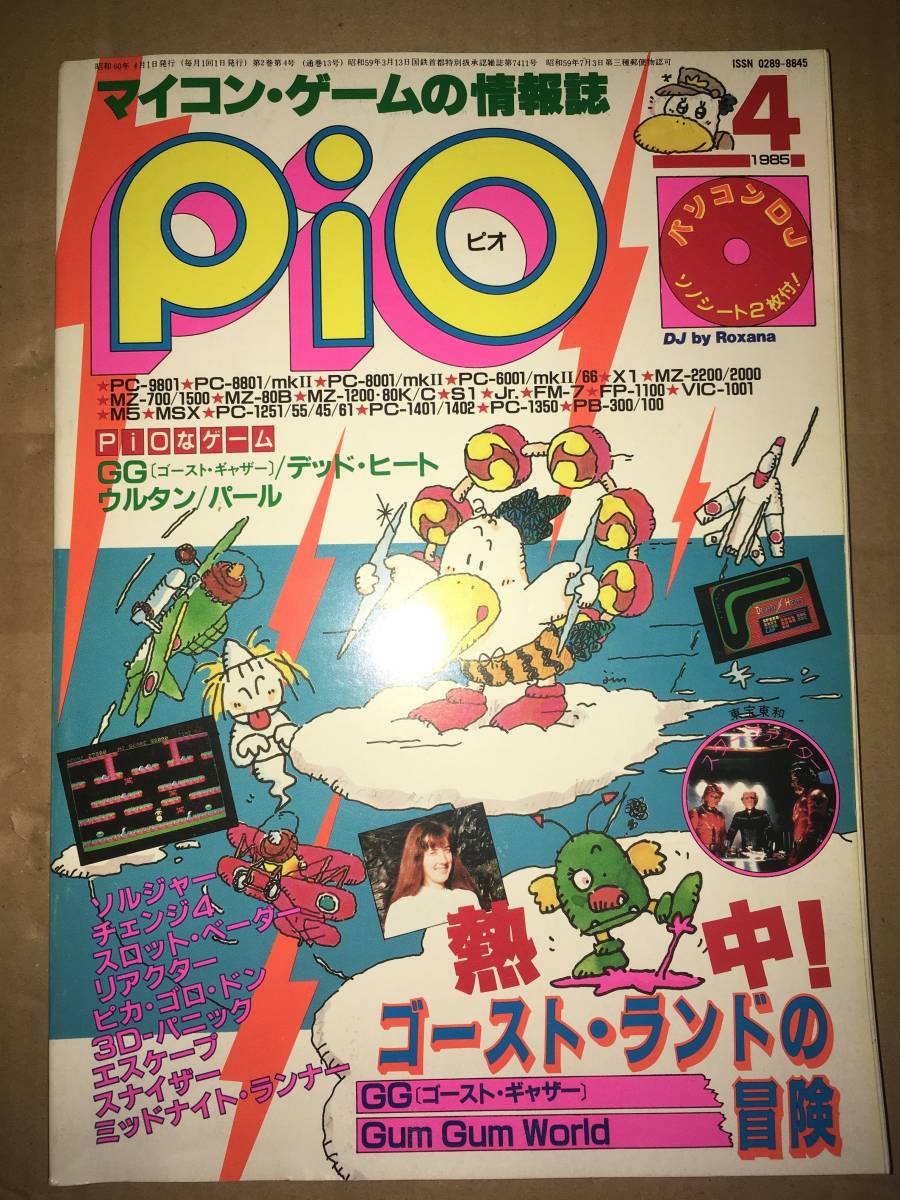 昭和60年4月1日発行(毎月1回1日発行) 第2巻第4号 (通巻13号) 昭和59年3月13日国鉄首都特別扱承認雑誌第7411号 昭和59年7月3日第三種郵便物認可
ISSN 0289-8845
マイコン・ゲームの情報誌
4
1985
PiO
ピオ
パソコンDJ
ソノシート2枚付!
DJ by Roxana
★PC-9801★PC-8801/mkII★PC-8001/mkII★PC-6001/mkII/66★X1★MZ-2200/2000
★MZ-700/1500★MZ-80B★MZ-1200・80K/C★S1★Jr.★FM-7★FP-1100★VIC-1001
★M5★MSX★PC-1251/55/45/61★PC-1401/1402★PC-1350★PB-300/100
PiOなゲーム
GG〔ゴースト・ギャザー〕/デッド・ヒート
ウルタン/パール
東宝東和
ソルジャー
チェンジ4
スロット・ベーダー
リアクター
ピカ・ゴロ・ドン
3D-パニック
エスケープ
スナイザー
ミッドナイト・ランナー
熱中!
ゴースト・ランドの
冒険
GG〔ゴースト・ギャザー〕
Gum Gum World